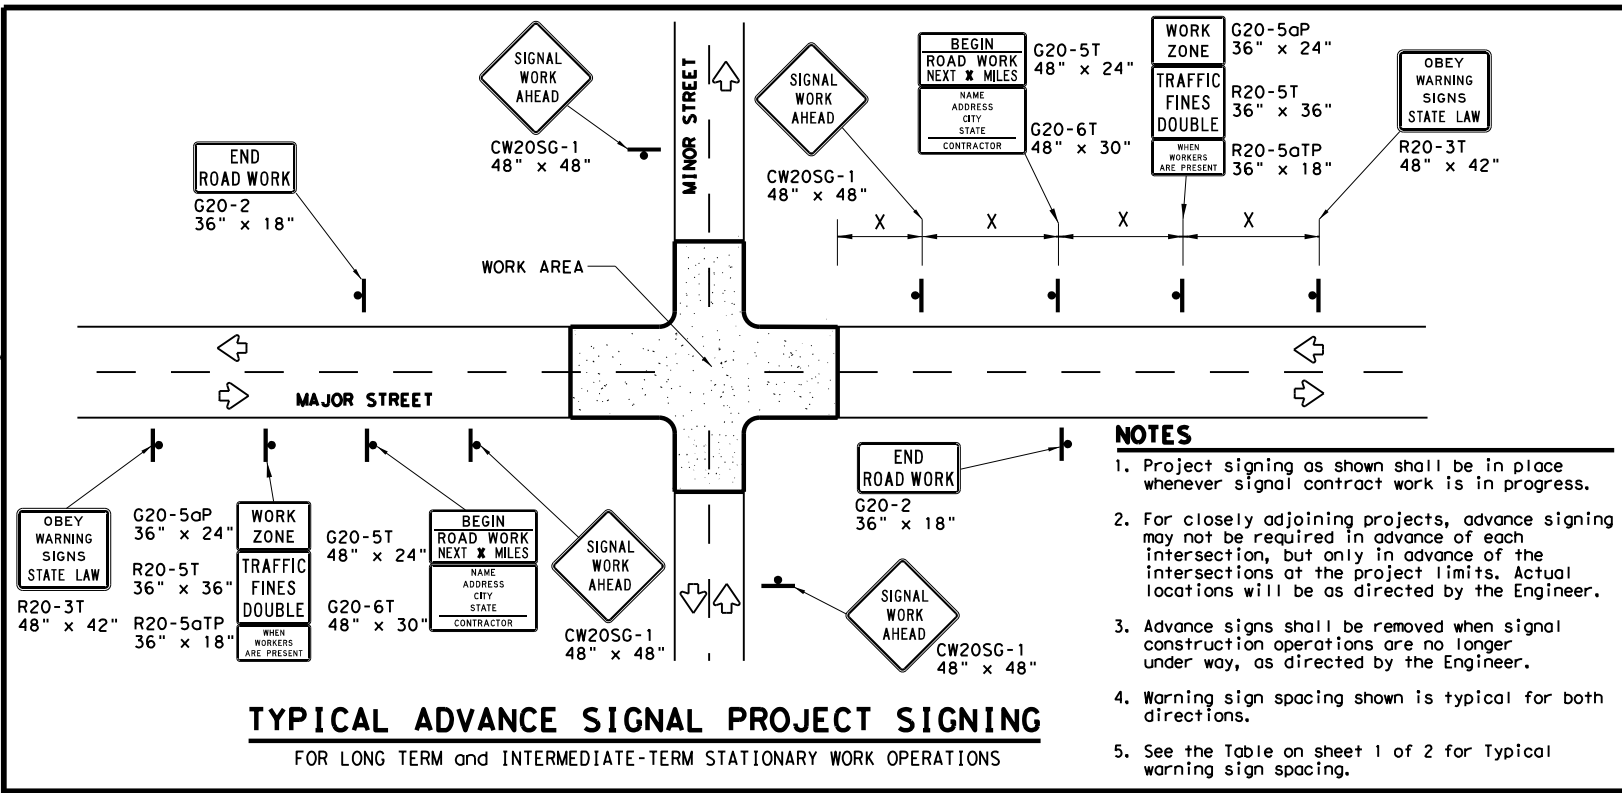 SIGNAL
WORK
AHEAD
CW20SG-1
48" x 48"
MINOR STREET
SIGNAL
WORK
AHEAD
CW20SG-1
48" x 48"
BEGIN
ROAD WORK
NEXT X MILES
NAME
ADDRESS
CITY
STATE
CONTRACTOR
G20-5T
48" x 24"
G20-6T
48" x 30"
WORK
ZONE
TRAFFIC
FINES
DOUBLE
WHEN
WORKERS
ARE PRESENT
G20-5aP
36" x 24"
R20-5T
36" x 36"
R20-5aTP
36" x 18"
OBEY
WARNING
SIGNS
STATE LAW
R20-3T
48" x 42"
END
ROAD WORK
G20-2
36" x 18"
X
X
X
X
WORK AREA
MAJOR STREET
OBEY
WARNING
SIGNS
STATE LAW
R20-3T
48" x 42"
G20-5aP
36" x 24"
R20-5T
36" x 36"
R20-5aTP
36" x 18"
WORK
ZONE
TRAFFIC
FINES
DOUBLE
WHEN
WORKERS
ARE PRESENT
G20-5T
48" x 24"
G20-6T
48" x 30"
BEGIN
ROAD WORK
NEXT X MILES
NAME
ADDRESS
CITY
STATE
CONTRACTOR
SIGNAL
WORK
AHEAD
CW20SG-1
48" x 48"
END
ROAD WORK
G20-2
36" x 18"
SIGNAL
WORK
AHEAD
CW20SG-1
48" x 48"
TYPICAL ADVANCE SIGNAL PROJECT SIGNING
FOR LONG TERM and INTERMEDIATE-TERM STATIONARY WORK OPERATIONS
NOTES
1. Project signing as shown shall be in place
whenever signal contract work is in progress.
2. For closely adjoining projects, advance signing
may not be required in advance of each
intersection, but only in advance of the
intersections at the project limits. Actual
locations will be as directed by the Engineer.
3. Advance signs shall be removed when signal
construction operations are no longer
under way, as directed by the Engineer.
4. Warning sign spacing shown is typical for both
directions.
5. See the Table on sheet 1 of 2 for Typical
warning sign spacing.